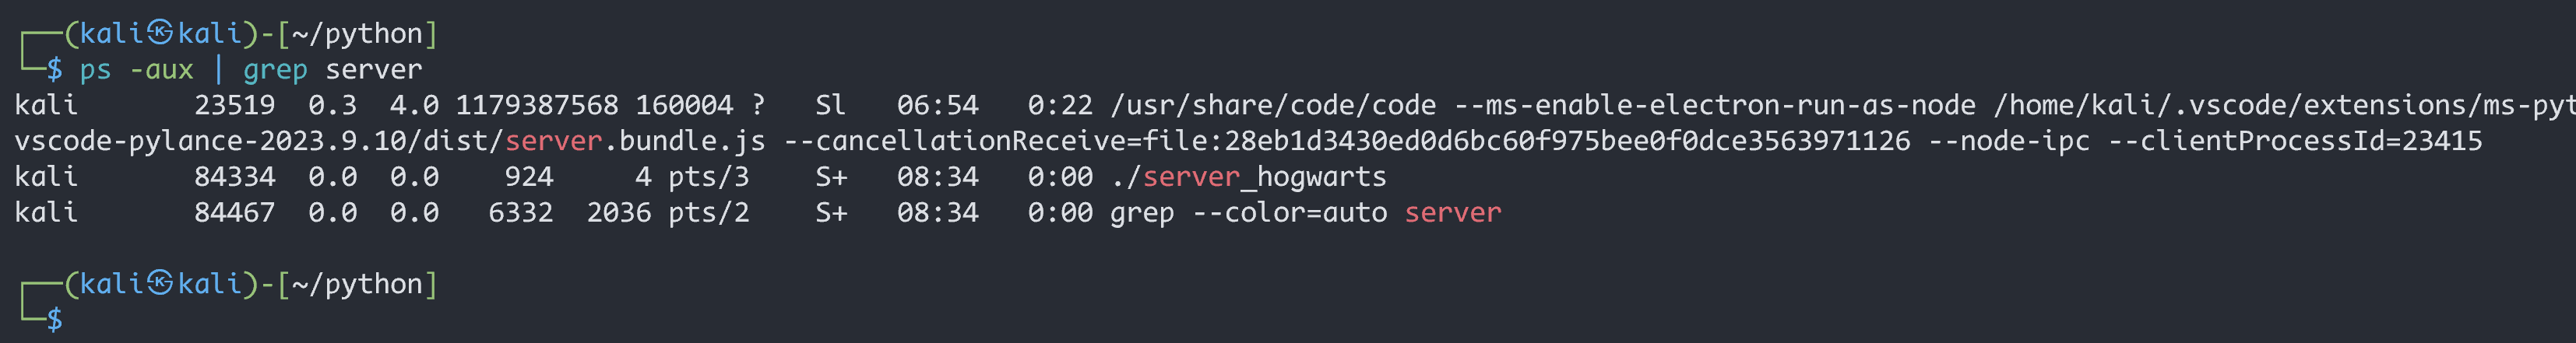 ┌──(kali㉿kali)-[~/python]
└─$ ps -aux | grep server
kali       23519  0.3  4.0 1179387568 160004 ?   Sl   06:54   0:22 /usr/share/code/code --ms-enable-electron-run-as-node /home/kali/.vscode/extensions/ms-pyt
vscode-pylance-2023.9.10/dist/server.bundle.js --cancellationReceive=file:28eb1d3430ed0d6bc60f975bee0f0dce3563971126 --node-ipc --clientProcessId=23415
kali       84334  0.0  0.0    924     4 pts/3    S+   08:34   0:00 ./server_hogwarts
kali       84467  0.0  0.0   6332  2036 pts/2    S+   08:34   0:00 grep --color=auto server
┌──(kali㉿kali)-[~/python]
└─$